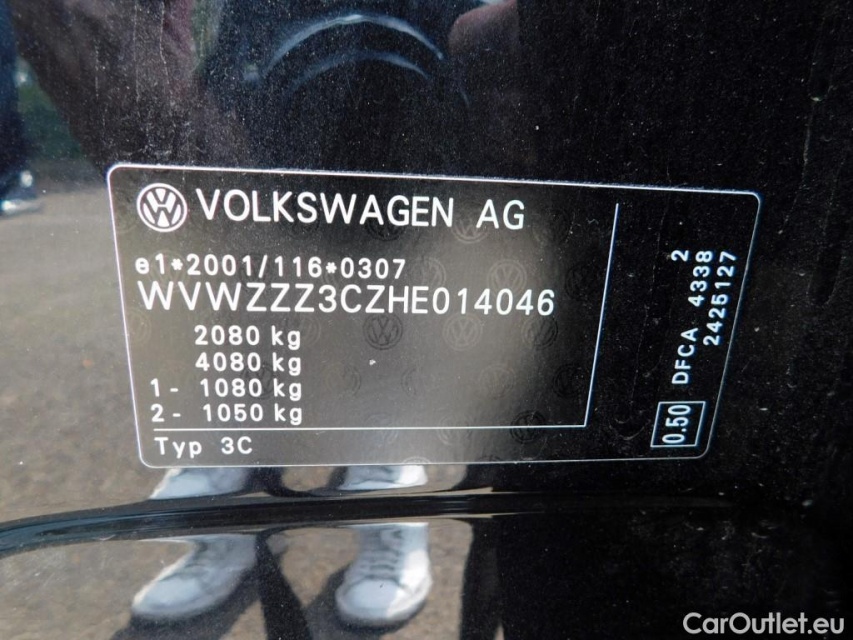 VOLKSWAGEN AG
e1*2001/116*0307
WVWZZZ3CZHE014046
2080 kg
4080 kg
1- 1080 kg
2- 1050 kg
Typ 3C
0.50 DFCA 4338 2
2425127
CarOutlet.eu